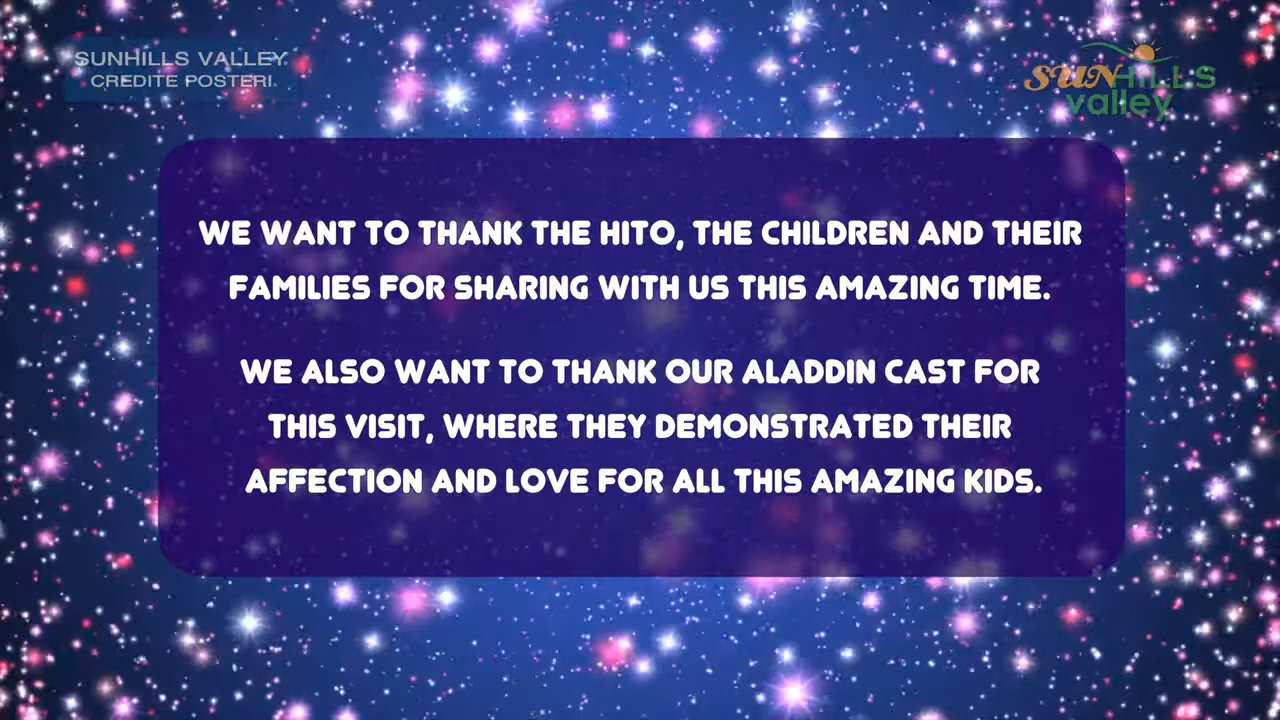 SUNHILLS VALLEY
CREDITE POSTERI
SUNHILLS
valley
WE WANT TO THANK THE HITO, THE CHILDREN AND THEIR
FAMILIES FOR SHARING WITH US THIS AMAZING TIME.
WE ALSO WANT TO THANK OUR ALADDIN CAST FOR
THIS VISIT, WHERE THEY DEMONSTRATED THEIR
AFFECTION AND LOVE FOR ALL THIS AMAZING KIDS.